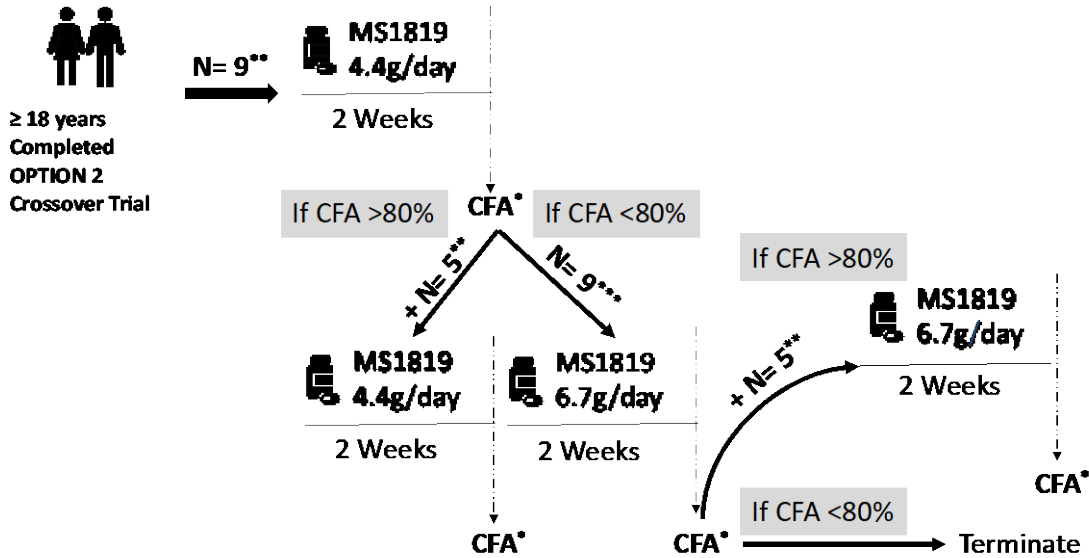 MS1819
4.4g/day
N= 9**
2 Weeks
≥ 18 years
Completed
OPTION 2
Crossover Trial
If CFA >80%
CFA*
If CFA <80%
+ N= 5**
N= 9***
If CFA >80%
MS1819
6.7g/day
2 Weeks
MS1819
4.4g/day
2 Weeks
MS1819
6.7g/day
2 Weeks
+ N= 5**
CFA*
CFA*
CFA*
If CFA <80%
Terminate